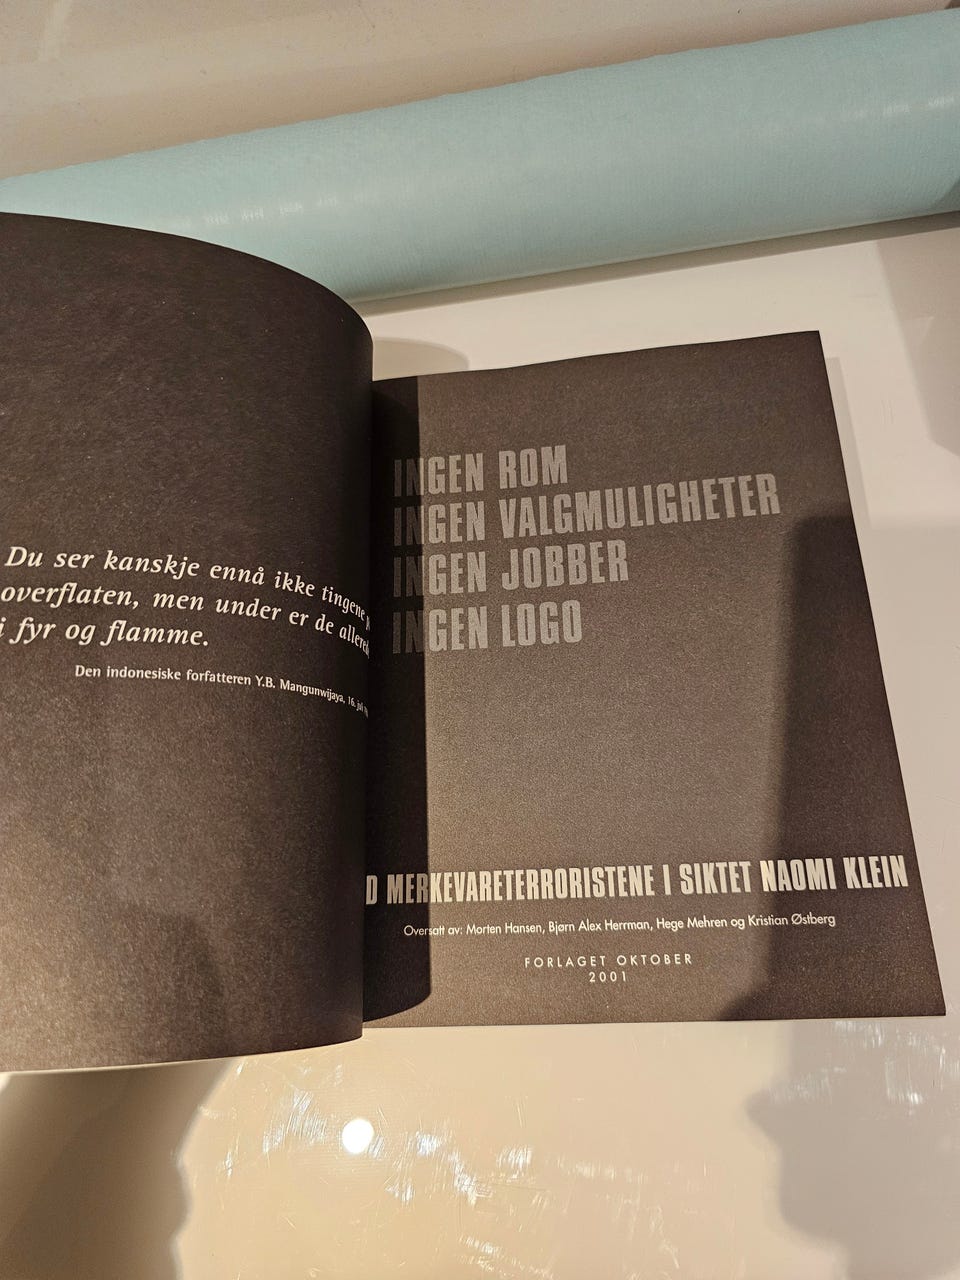 Du ser kanskje ennå ikke tingene
overflaten, men under er de
i fyr og flamme.
Den indonesiske forfatteren Y.B. Mangunwijaya, 16.
INGEN ROM
INGEN VALGMULIGHETER
INGEN JOBBER
INGEN LOGO
D MERKEVARETERRORISTENE I SIKTET NAOMI KLEIN
Oversatt av: Morten Hansen, Bjørn Alex Herrman, Hege Mehren og Kristian Østberg
FORLAGET OKTOBER
2001